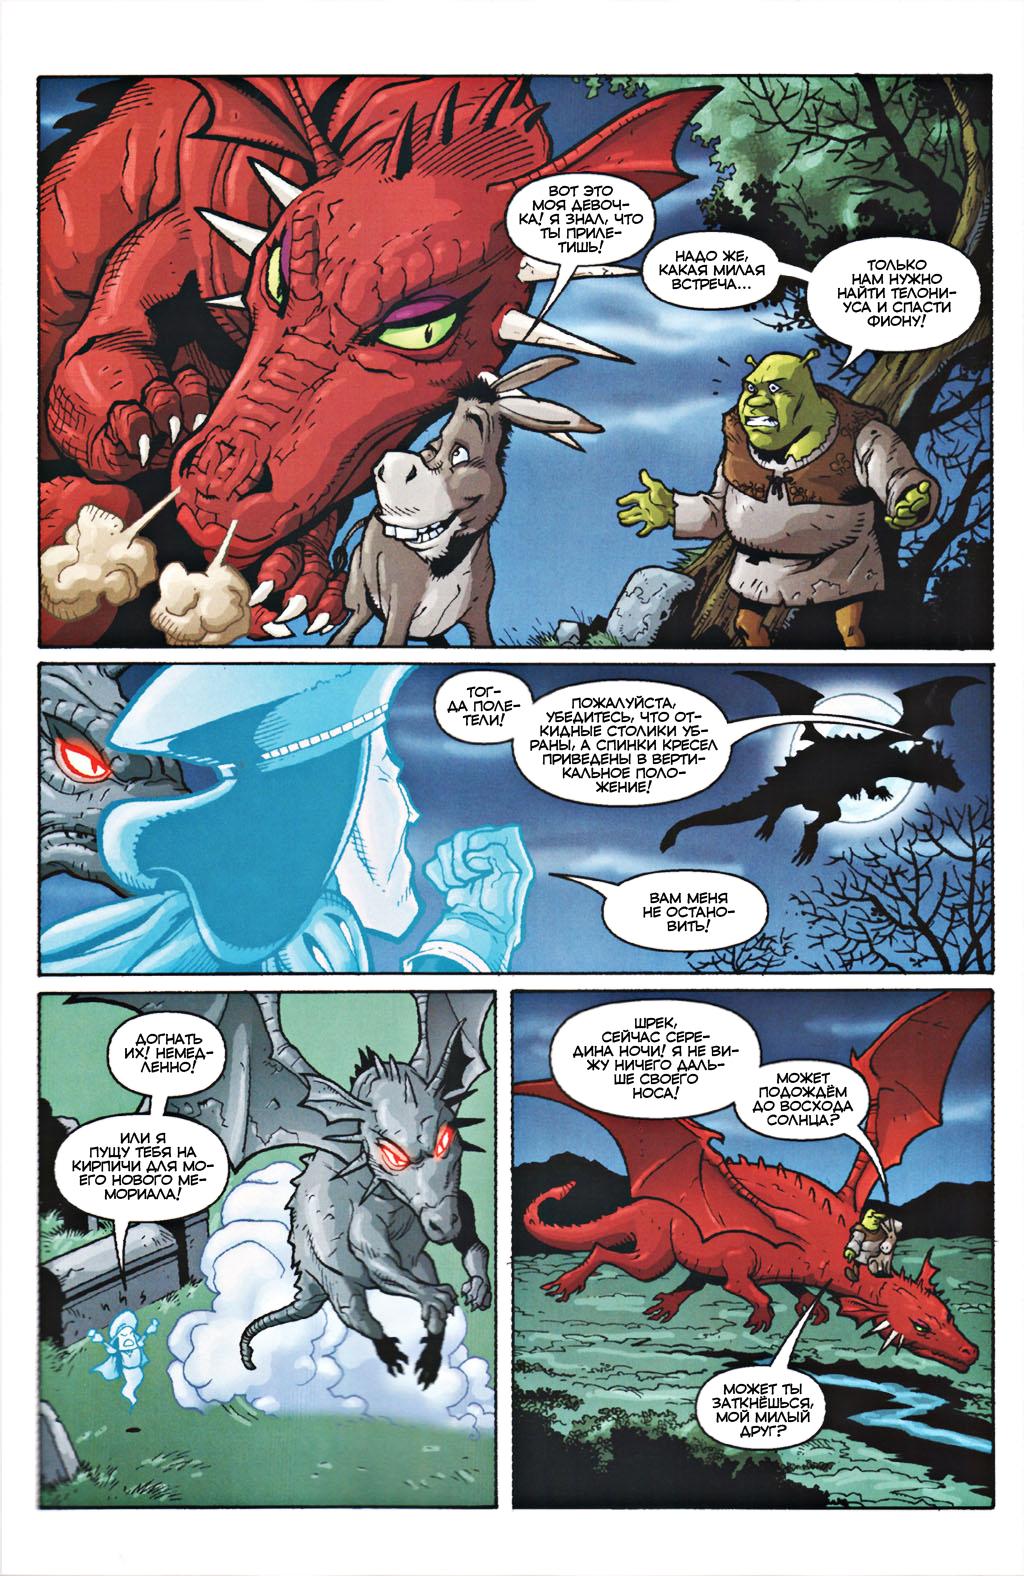 ВОТ ЭТО
МОЯ ДЕВОЧ-
КА! Я ЗНАЛ, ЧТО
ТЫ ПРИЛЕ-
ТИШЬ!
НАДО ЖЕ,
КАКАЯ МИЛАЯ
ВСТРЕЧА...
ТОЛЬКО
НАМ НУЖНО
НАЙТИ ТЕЛОНИ-
УСА И СПАСТИ
ФИОНУ!
ТОГ-
ДА ПОЛЕ-
ТЕЛИ!
ПОЖАЛУЙСТА,
УБЕДИТЕСЬ, ЧТО ОТ-
КИДНЫЕ СТОЛИКИ УБ-
РАНЫ, А СПИНКИ КРЕСЕЛ
ПРИВЕДЕНЫ В ВЕРТИ-
КАЛЬНОЕ ПОЛО-
ЖЕНИЕ!
ВАМ МЕНЯ
НЕ ОСТАНО-
ВИТЬ!
ДОГНАТЬ
ИХ! НЕМЕД-
ЛЕННО!
ИЛИ Я
ПУЩУ ТЕБЯ НА
КИРПИЧИ ДЛЯ МО-
ЕГО НОВОГО МЕ-
МОРИАЛА!
ШРЕК,
СЕЙЧАС СЕРЕ-
ДИНА НОЧИ! Я НЕ ВИ-
ЖУ НИЧЕГО ДАЛЬ-
ШЕ СВОЕГО
НОСА!
МОЖЕТ
ПОДОЖДЁМ
ДО ВОСХОДА
СОЛНЦА?
МОЖЕТ ТЫ
ЗАТКНЁШЬСЯ,
МОЙ МИЛЫЙ
ДРУГ?